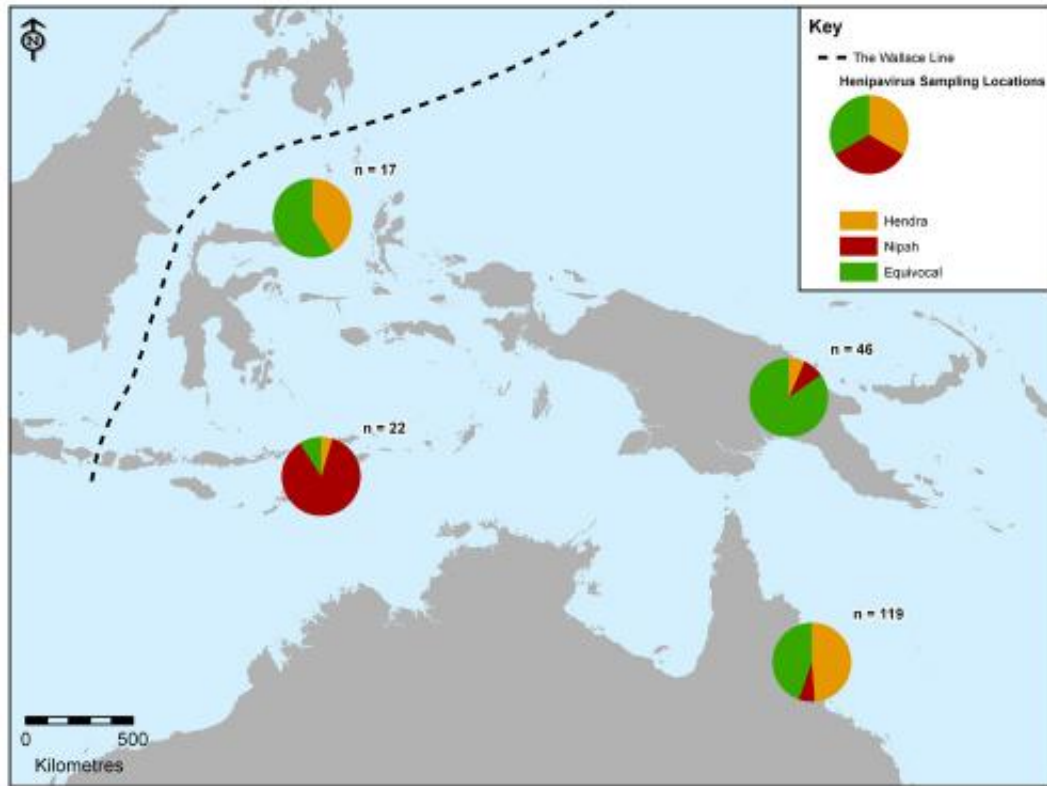 N
Key
The Wallace Line
Henipavirus Sampling Locations
Hendra
Nipah
Equivocal
n = 17
n = 46
n = 22
n = 119
0 500
Kilometres